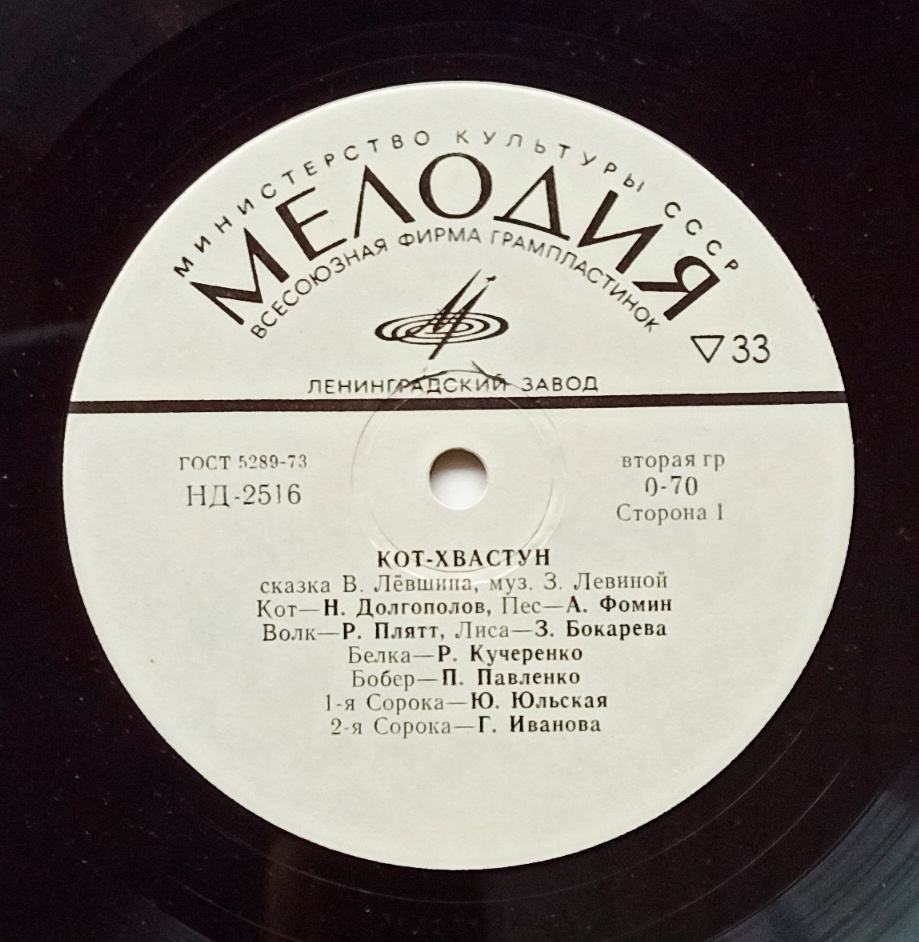 МИНИСТЕРСТВО КУЛЬТУРЫ СССР
МЕЛОДИЯ
ВСЕСОЮЗНАЯ ФИРМА ГРАМПЛАСТИНОК
▽33
ЛЕНИНГРАДСКИЙ ЗАВОД
ГОСТ 5289-73
НД-2516
вторая гр
0-70
Сторона 1
КОТ-ХВАСТУН
сказка В. Лёвшина, муз. З. Левиной
Кот—Н. Долгополов, Пес—А. Фомин
Волк—Р. Плятт, Лиса—З. Бокарева
Белка—Р. Кучеренко
Бобер—П. Павленко
1-я Сорока—Ю. Юльская
2-я Сорока—Г. Иванова